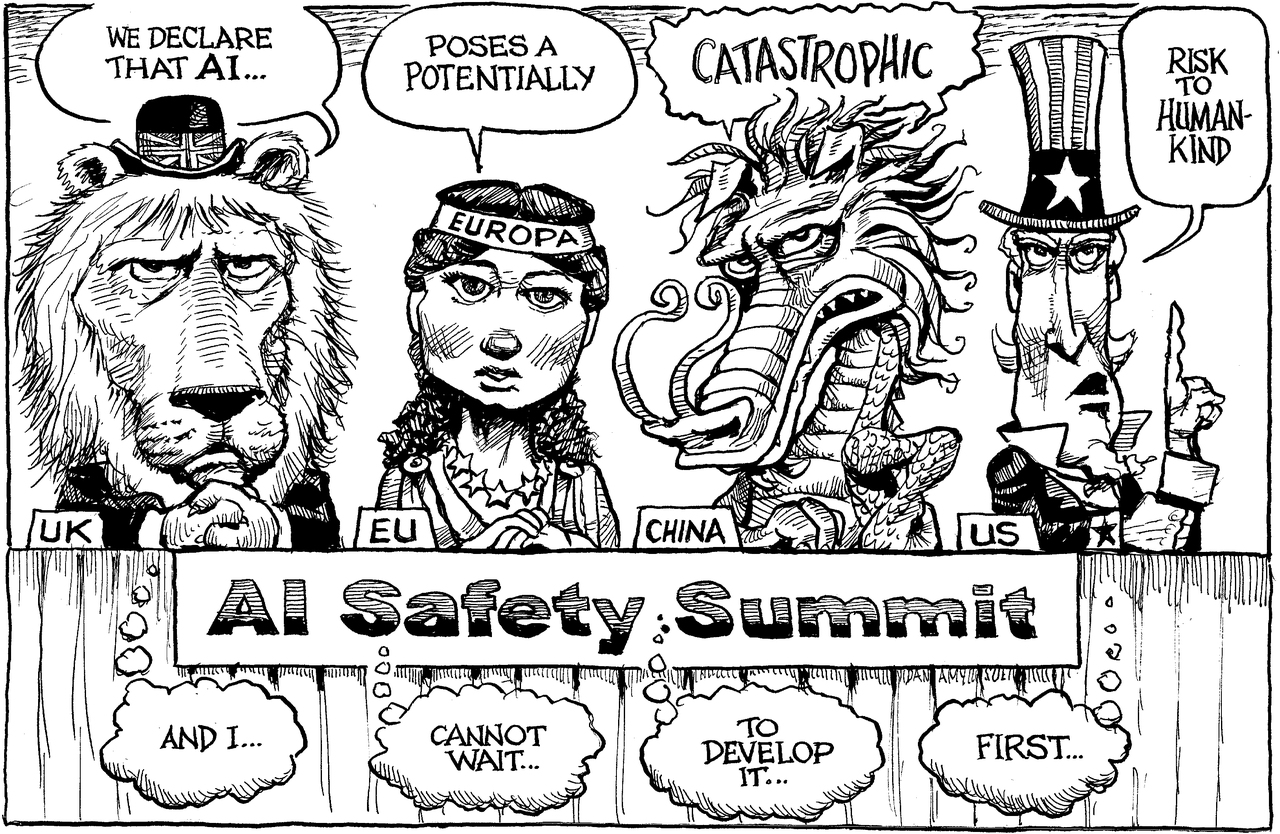 WE DECLARE
THAT AI...
POSES A
POTENTIALLY
CATASTROPHIC
RISK
TO
HUMAN-
KIND
EUROPA
UK
EU
CHINA
US
AI Safety Summit
AND I...
CANNOT
WAIT...
TO
DEVELOP
IT...
FIRST...